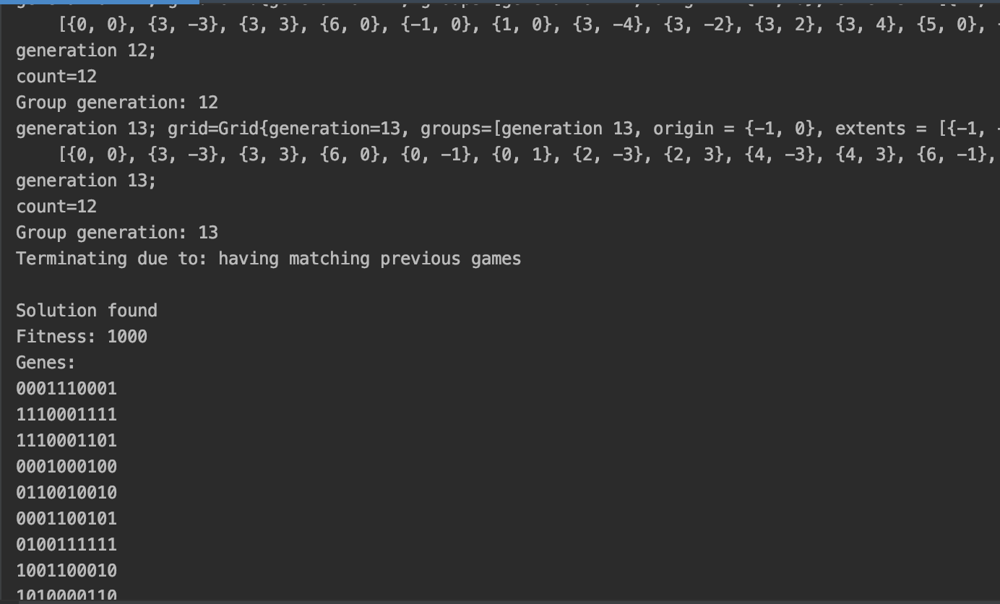 [{0, 0}, {3, −3}, {3, 3}, {6, 0}, {−1, 0}, {1, 0}, {3, −4}, {3, −2}, {3, 2}, {3, 4}, {5, 0},
generation 12;
count=12
Group generation: 12
generation 13; grid=Grid{generation=13, groups=[generation 13, origin = {−1, 0}, extents = [{−1,
[{0, 0}, {3, −3}, {3, 3}, {6, 0}, {0, −1}, {0, 1}, {2, −3}, {2, 3}, {4, −3}, {4, 3}, {6, −1},
generation 13;
count=12
Group generation: 13
Terminating due to: having matching previous games
Solution found
Fitness: 1000
Genes:
0001110001
1110001111
1110001101
0001000100
0110010010
0001100101
0100111111
1001100010
1010000110